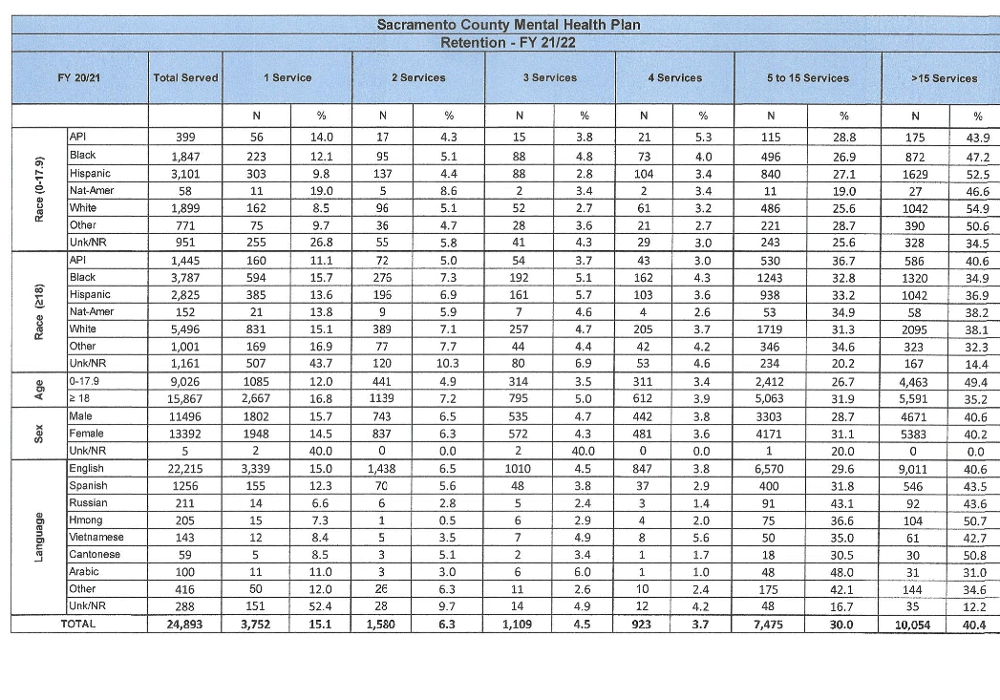 Sacramento County Mental Health Plan
Retention - FY 21/22
FY 20/21 Total Served 1 Service 2 Services 3 Services 4 Services 5 to 15 Services >15 Services
N % N % N % N % N % N %
Race (0-17.9)
API 399 56 14.0 17 4.3 15 3.8 21 5.3 115 28.8 175 43.9
Black 1,847 223 12.1 95 5.1 88 4.8 73 4.0 496 26.9 872 47.2
Hispanic 3,101 303 9.8 137 4.4 88 2.8 104 3.4 840 27.1 1629 52.5
Nat-Amer 58 11 19.0 5 8.6 2 3.4 2 3.4 11 19.0 27 46.6
White 1,899 162 8.5 96 5.1 52 2.7 61 3.2 486 25.6 1042 54.9
Other 771 75 9.7 36 4.7 28 3.6 21 2.7 221 28.7 390 50.6
Unk/NR 951 255 26.8 55 5.8 41 4.3 29 3.0 243 25.6 328 34.5
Race (≥18)
API 1,445 160 11.1 72 5.0 54 3.7 43 3.0 530 36.7 586 40.6
Black 3,787 594 15.7 276 7.3 192 5.1 162 4.3 1243 32.8 1320 34.9
Hispanic 2,825 385 13.6 196 6.9 161 5.7 103 3.6 938 33.2 1042 36.9
Nat-Amer 152 21 13.8 9 5.9 7 4.6 4 2.6 53 34.9 58 38.2
White 5,496 831 15.1 389 7.1 257 4.7 205 3.7 1719 31.3 2095 38.1
Other 1,001 169 16.9 77 7.7 44 4.4 42 4.2 346 34.6 323 32.3
Unk/NR 1,161 507 43.7 120 10.3 80 6.9 53 4.6 234 20.2 167 14.4
Age
0-17.9 9,026 1085 12.0 441 4.9 314 3.5 311 3.4 2,412 26.7 4,463 49.4
≥ 18 15,867 2,667 16.8 1139 7.2 795 5.0 612 3.9 5,063 31.9 5,591 35.2
Sex
Male 11496 1802 15.7 743 6.5 535 4.7 442 3.8 3303 28.7 4671 40.6
Female 13392 1948 14.5 837 6.3 572 4.3 481 3.6 4171 31.1 5383 40.2
Unk/NR 5 2 40.0 0 0.0 2 40.0 0 0.0 1 20.0 0 0.0
Language
English 22,215 3,339 15.0 1,438 6.5 1010 4.5 847 3.8 6,570 29.6 9,011 40.6
Spanish 1256 155 12.3 70 5.6 48 3.8 37 2.9 400 31.8 546 43.5
Russian 211 14 6.6 6 2.8 5 2.4 3 1.4 91 43.1 92 43.6
Hmong 205 15 7.3 1 0.5 6 2.9 4 2.0 75 36.6 104 50.7
Vietnamese 143 12 8.4 5 3.5 7 4.9 8 5.6 50 35.0 61 42.7
Cantonese 59 5 8.5 3 5.1 2 3.4 1 1.7 18 30.5 30 50.8
Arabic 100 11 11.0 3 3.0 6 6.0 1 1.0 48 48.0 31 31.0
Other 416 50 12.0 26 6.3 11 2.6 10 2.4 175 42.1 144 34.6
Unk/NR 288 151 52.4 28 9.7 14 4.9 12 4.2 48 16.7 35 12.2
TOTAL 24,893 3,752 15.1 1,580 6.3 1,109 4.5 923 3.7 7,475 30.0 10,054 40.4